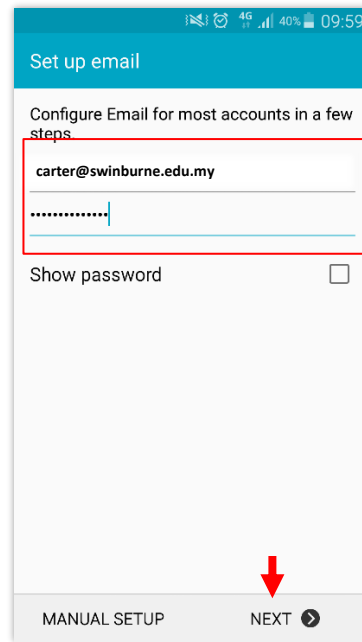 4G 40% 09:59
Set up email
Configure Email for most accounts in a few
steps.
carter@swinburne.edu.my
••••••••••••••
Show password
MANUAL SETUP NEXT